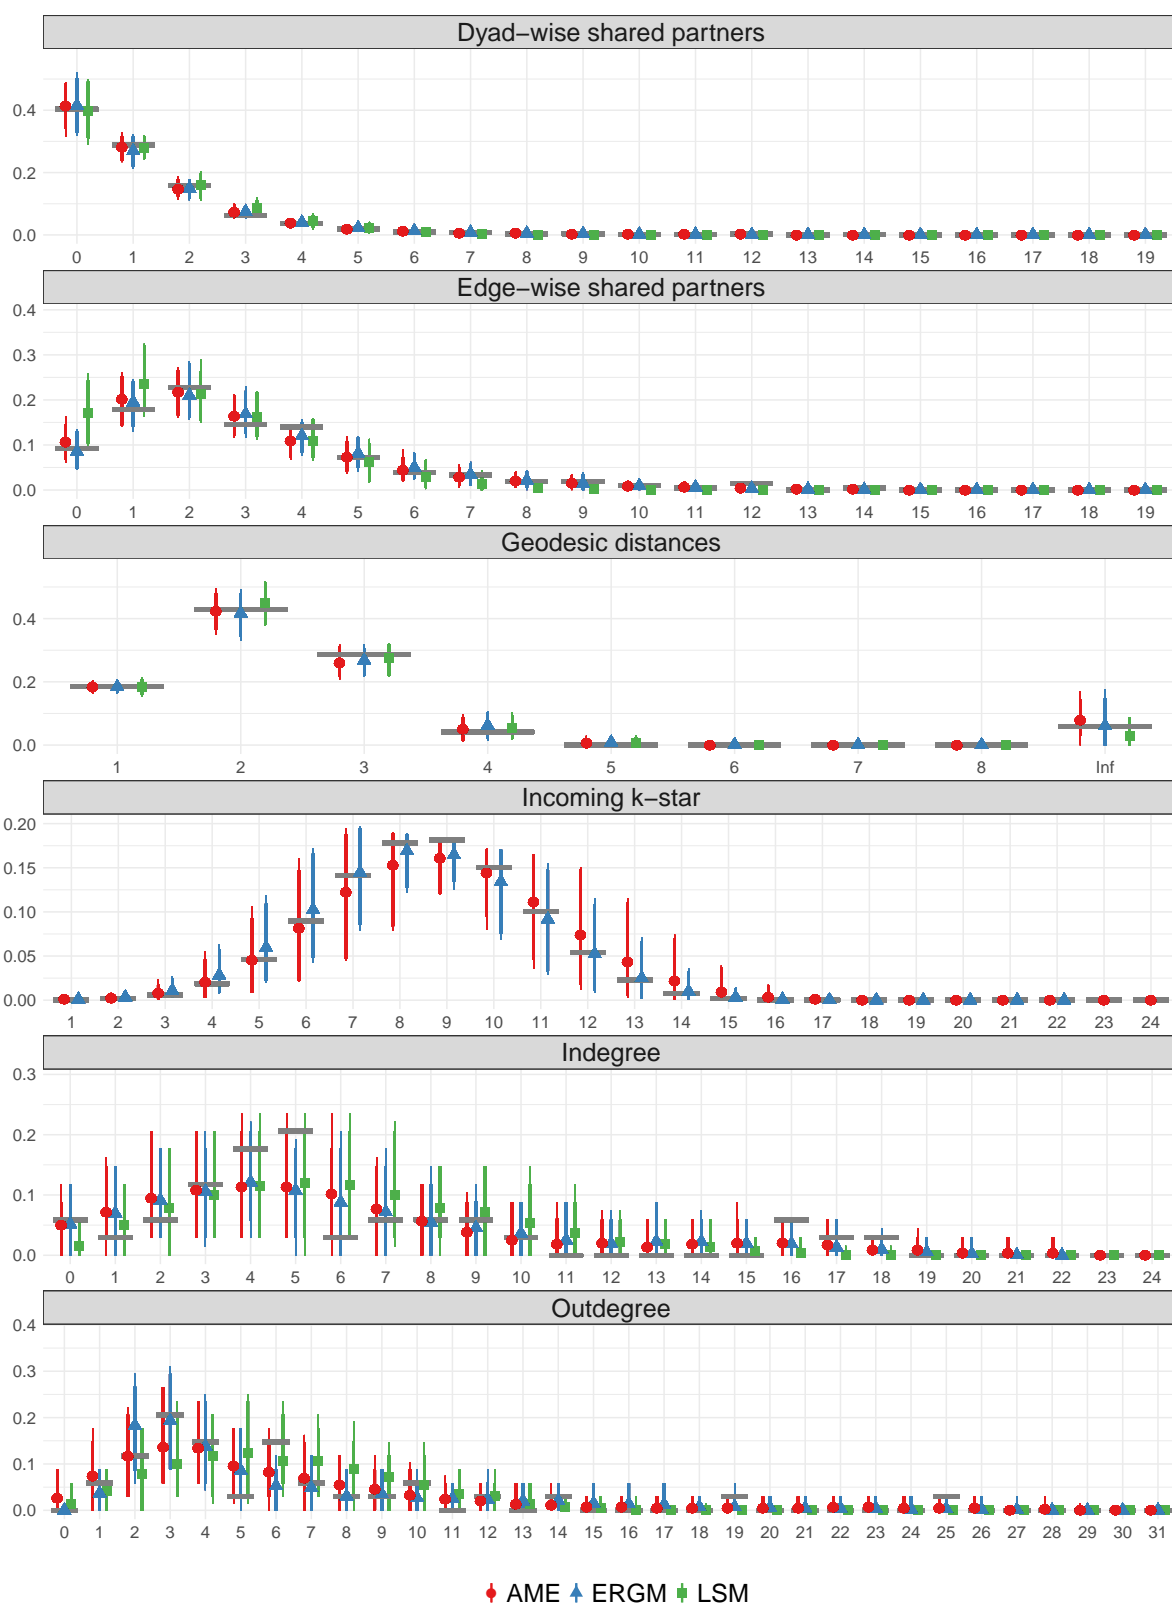 Dyad−wise shared partners
0.4
0.2
0.0
0 1 2 3 4 5 6 7 8 9 10 11 12 13 14 15 16 17 18 19
Edge−wise shared partners
0.4
0.3
0.2
0.1
0.0
0 1 2 3 4 5 6 7 8 9 10 11 12 13 14 15 16 17 18 19
Geodesic distances
0.4
0.2
0.0
1 2 3 4 5 6 7 8 Inf
Incoming k−star
0.20
0.15
0.10
0.05
0.00
1 2 3 4 5 6 7 8 9 10 11 12 13 14 15 16 17 18 19 20 21 22 23 24
Indegree
0.3
0.2
0.1
0.0
0 1 2 3 4 5 6 7 8 9 10 11 12 13 14 15 16 17 18 19 20 21 22 23 24
Outdegree
0.4
0.3
0.2
0.1
0.0
0 1 2 3 4 5 6 7 8 9 10 11 12 13 14 15 16 17 18 19 20 21 22 23 24 25 26 27 28 29 30 31
AME ERGM LSM